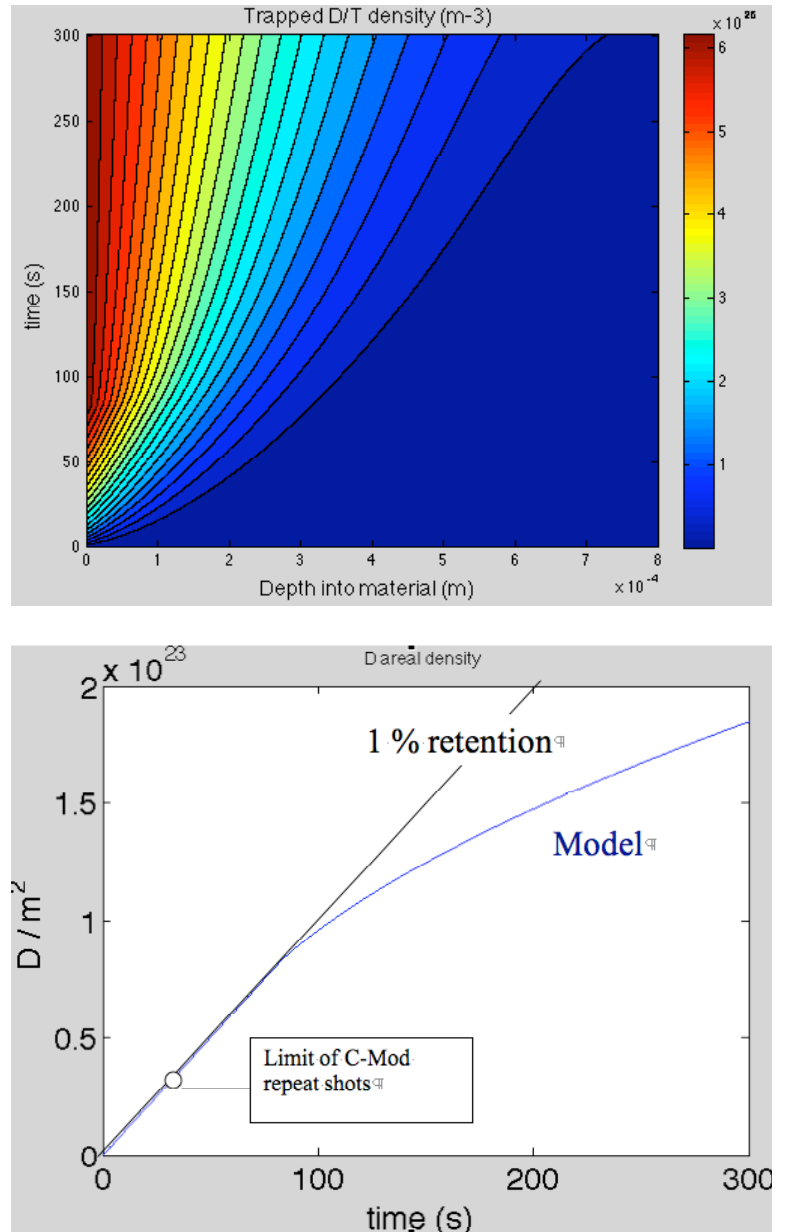 Trapped D/T density (m-3)
x 10 26
300
250
200
150
100
50
0
time (s)
0 1 2 3 4 5 6 7 8
Depth into material (m)
x 10 -4
6
5
4
3
2
1
D areal density
x 10 23
2
1.5
1
0.5
0
D / m2
1 % retention
Model
Limit of C-Mod
repeat shots
0 100 200 300
time (s)